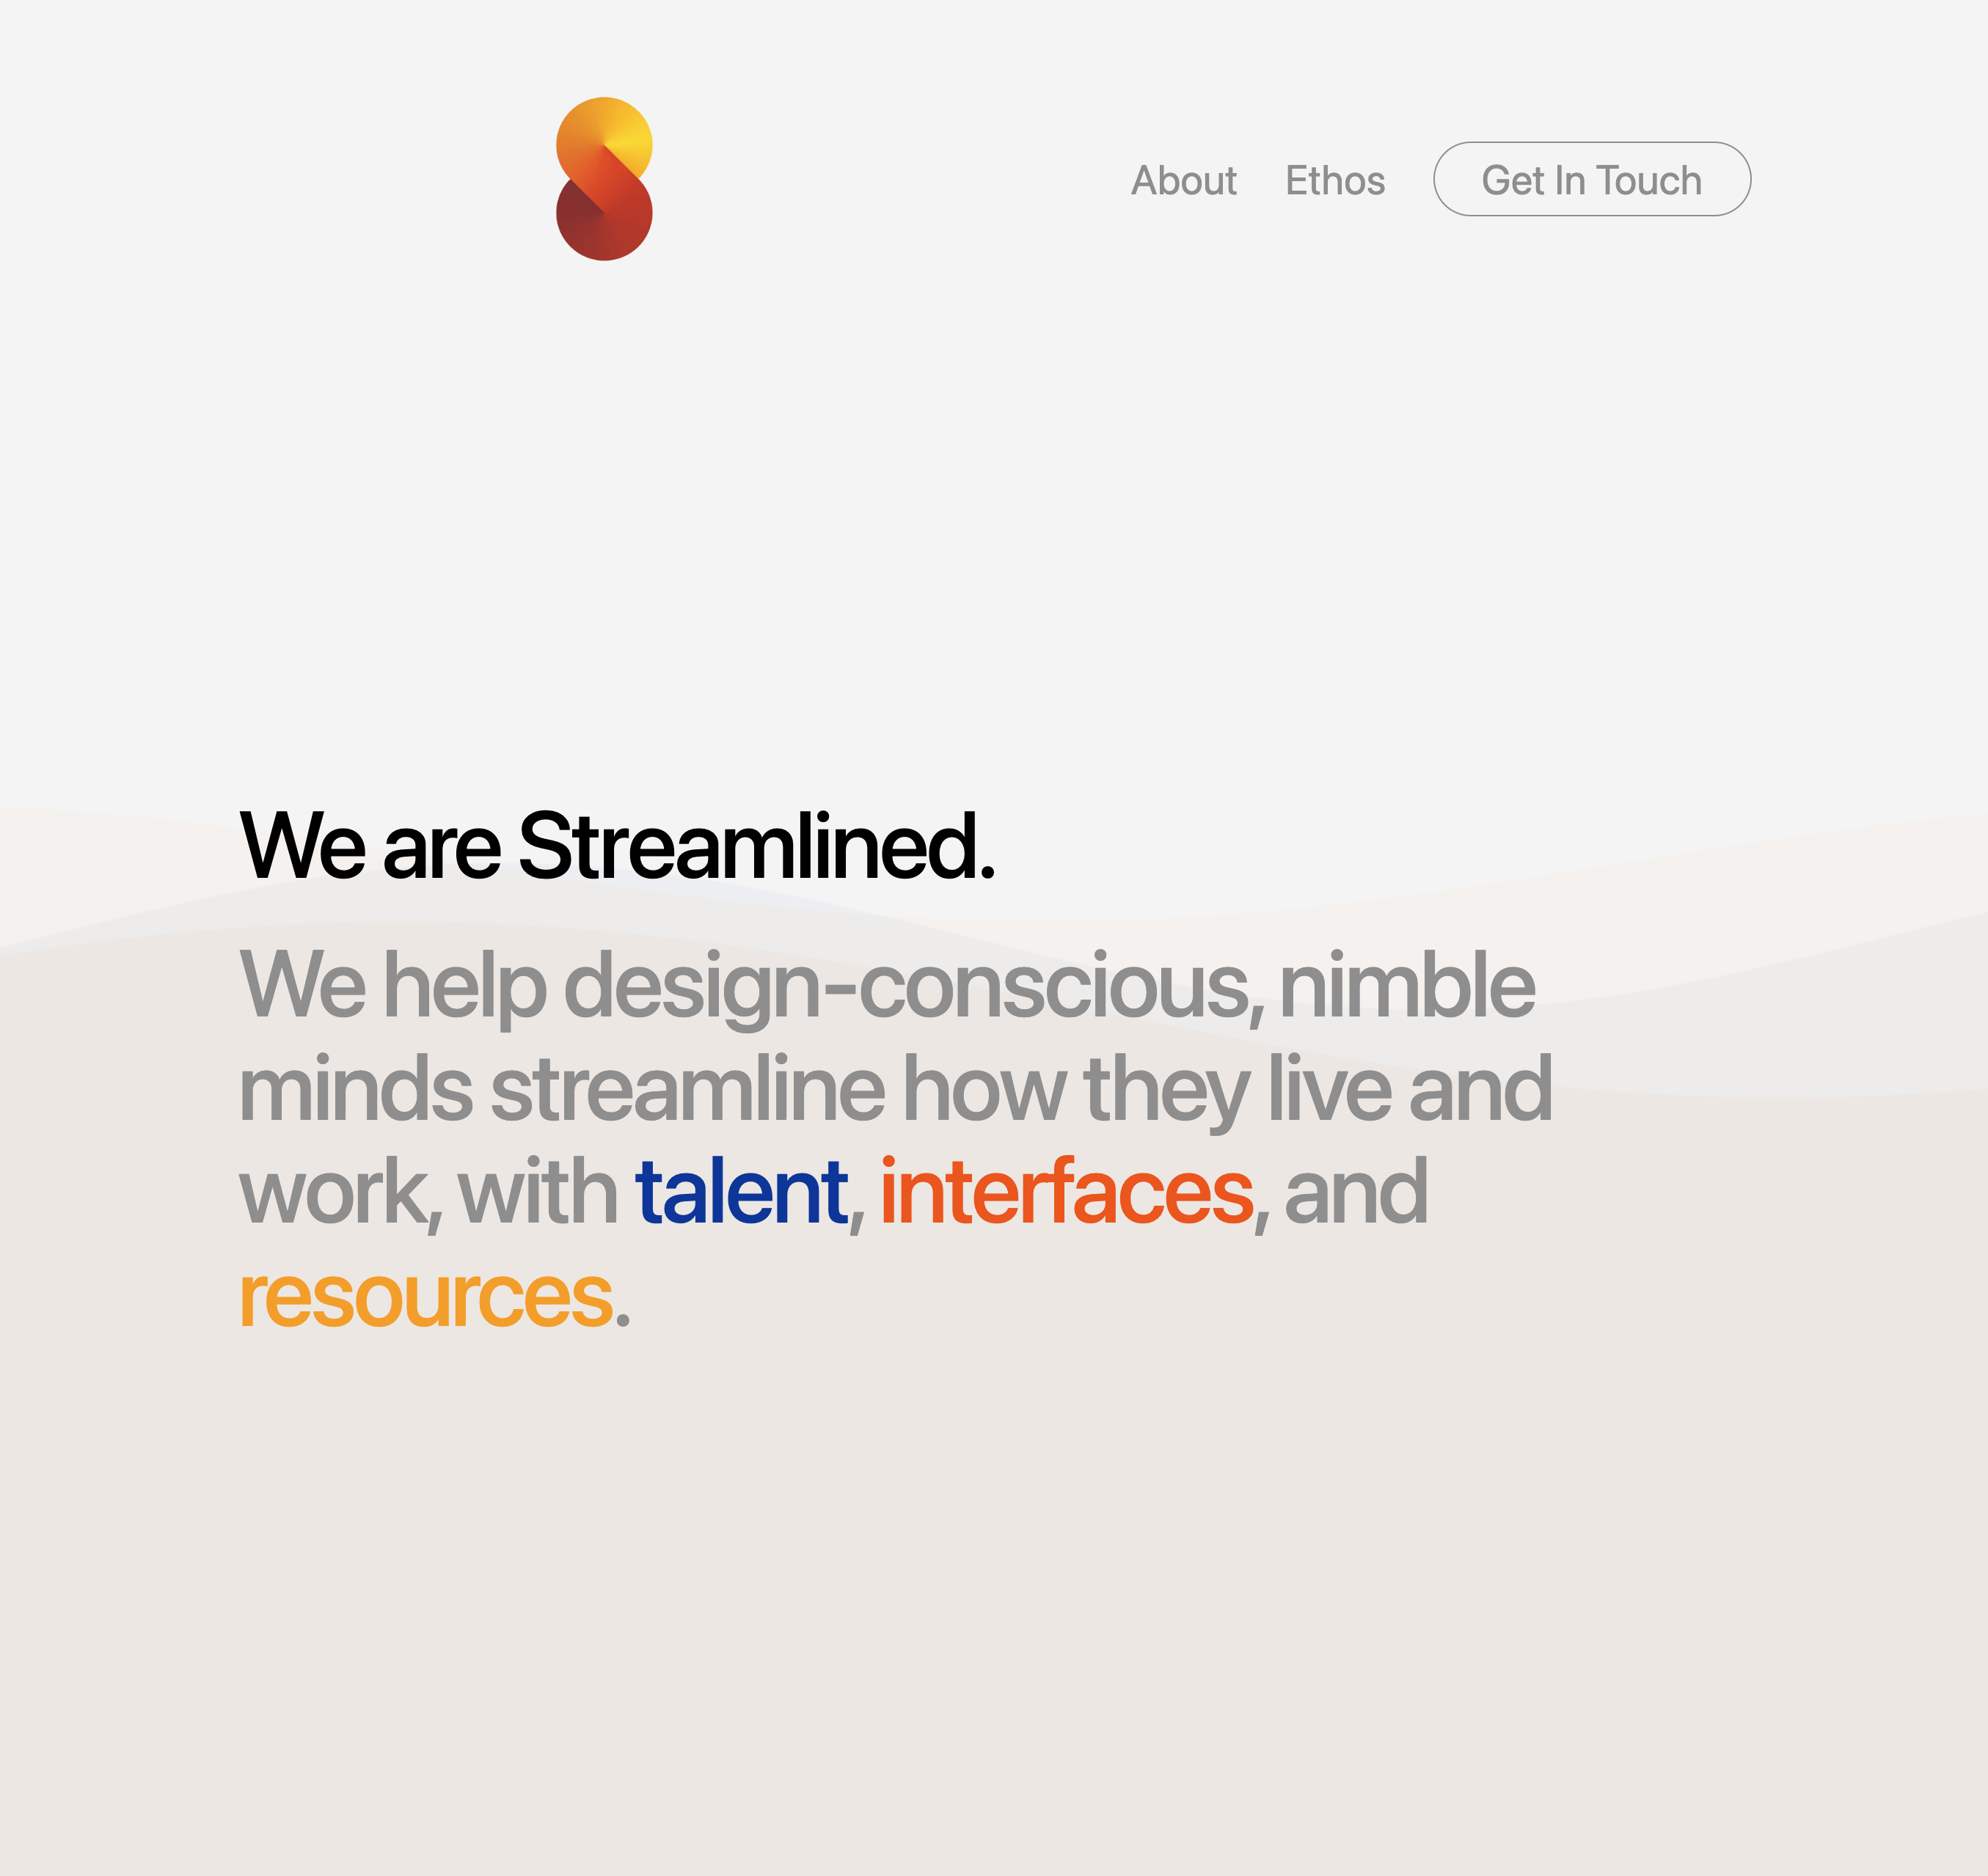 About Ethos Get In Touch
We are Streamlined.
We help design-conscious, nimble
minds streamline how they live and
work, with talent, interfaces, and
resources.